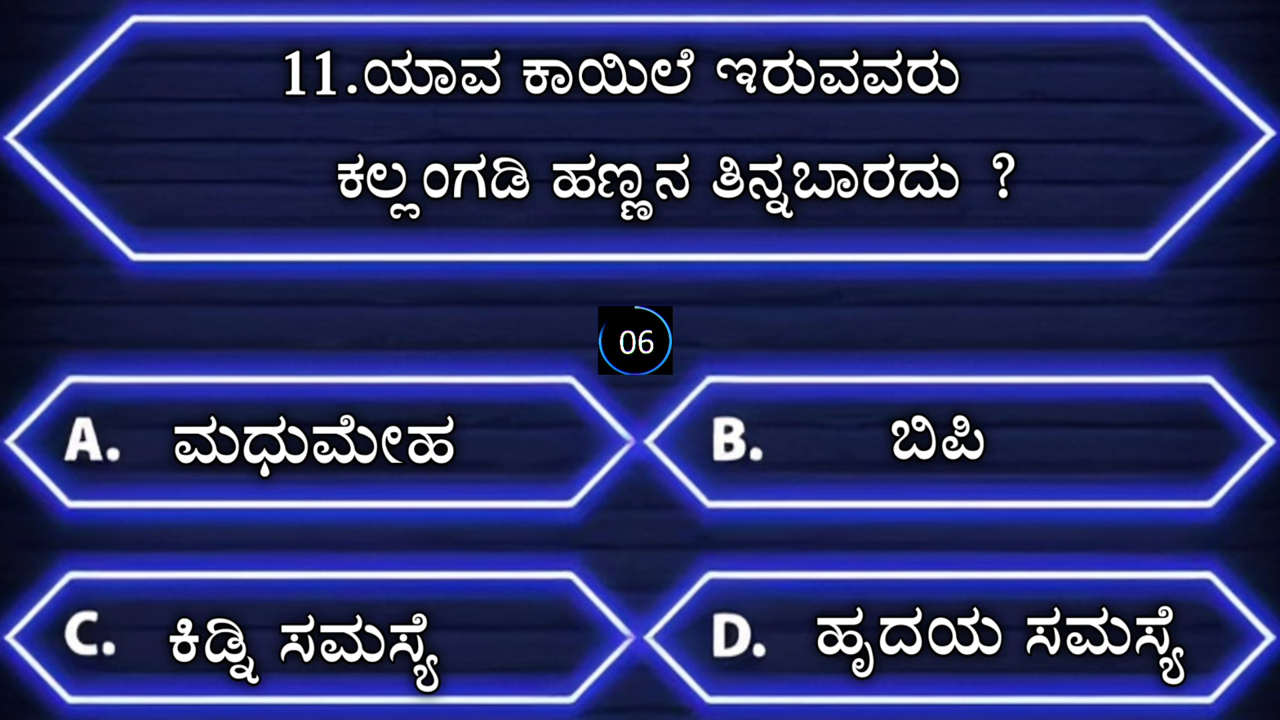 11.ಯಾವ ಕಾಯಿಲೆ ಇರುವವರು
ಕಲ್ಲಂಗಡಿ ಹಣ್ಣನ ತಿನ್ನಬಾರದು ?
06
A. ಮಧುಮೇಹ
B. ಬಿಪಿ
C. ಕಿಡ್ನಿ ಸಮಸ್ಯೆ
D. ಹೃದಯ ಸಮಸ್ಯೆ